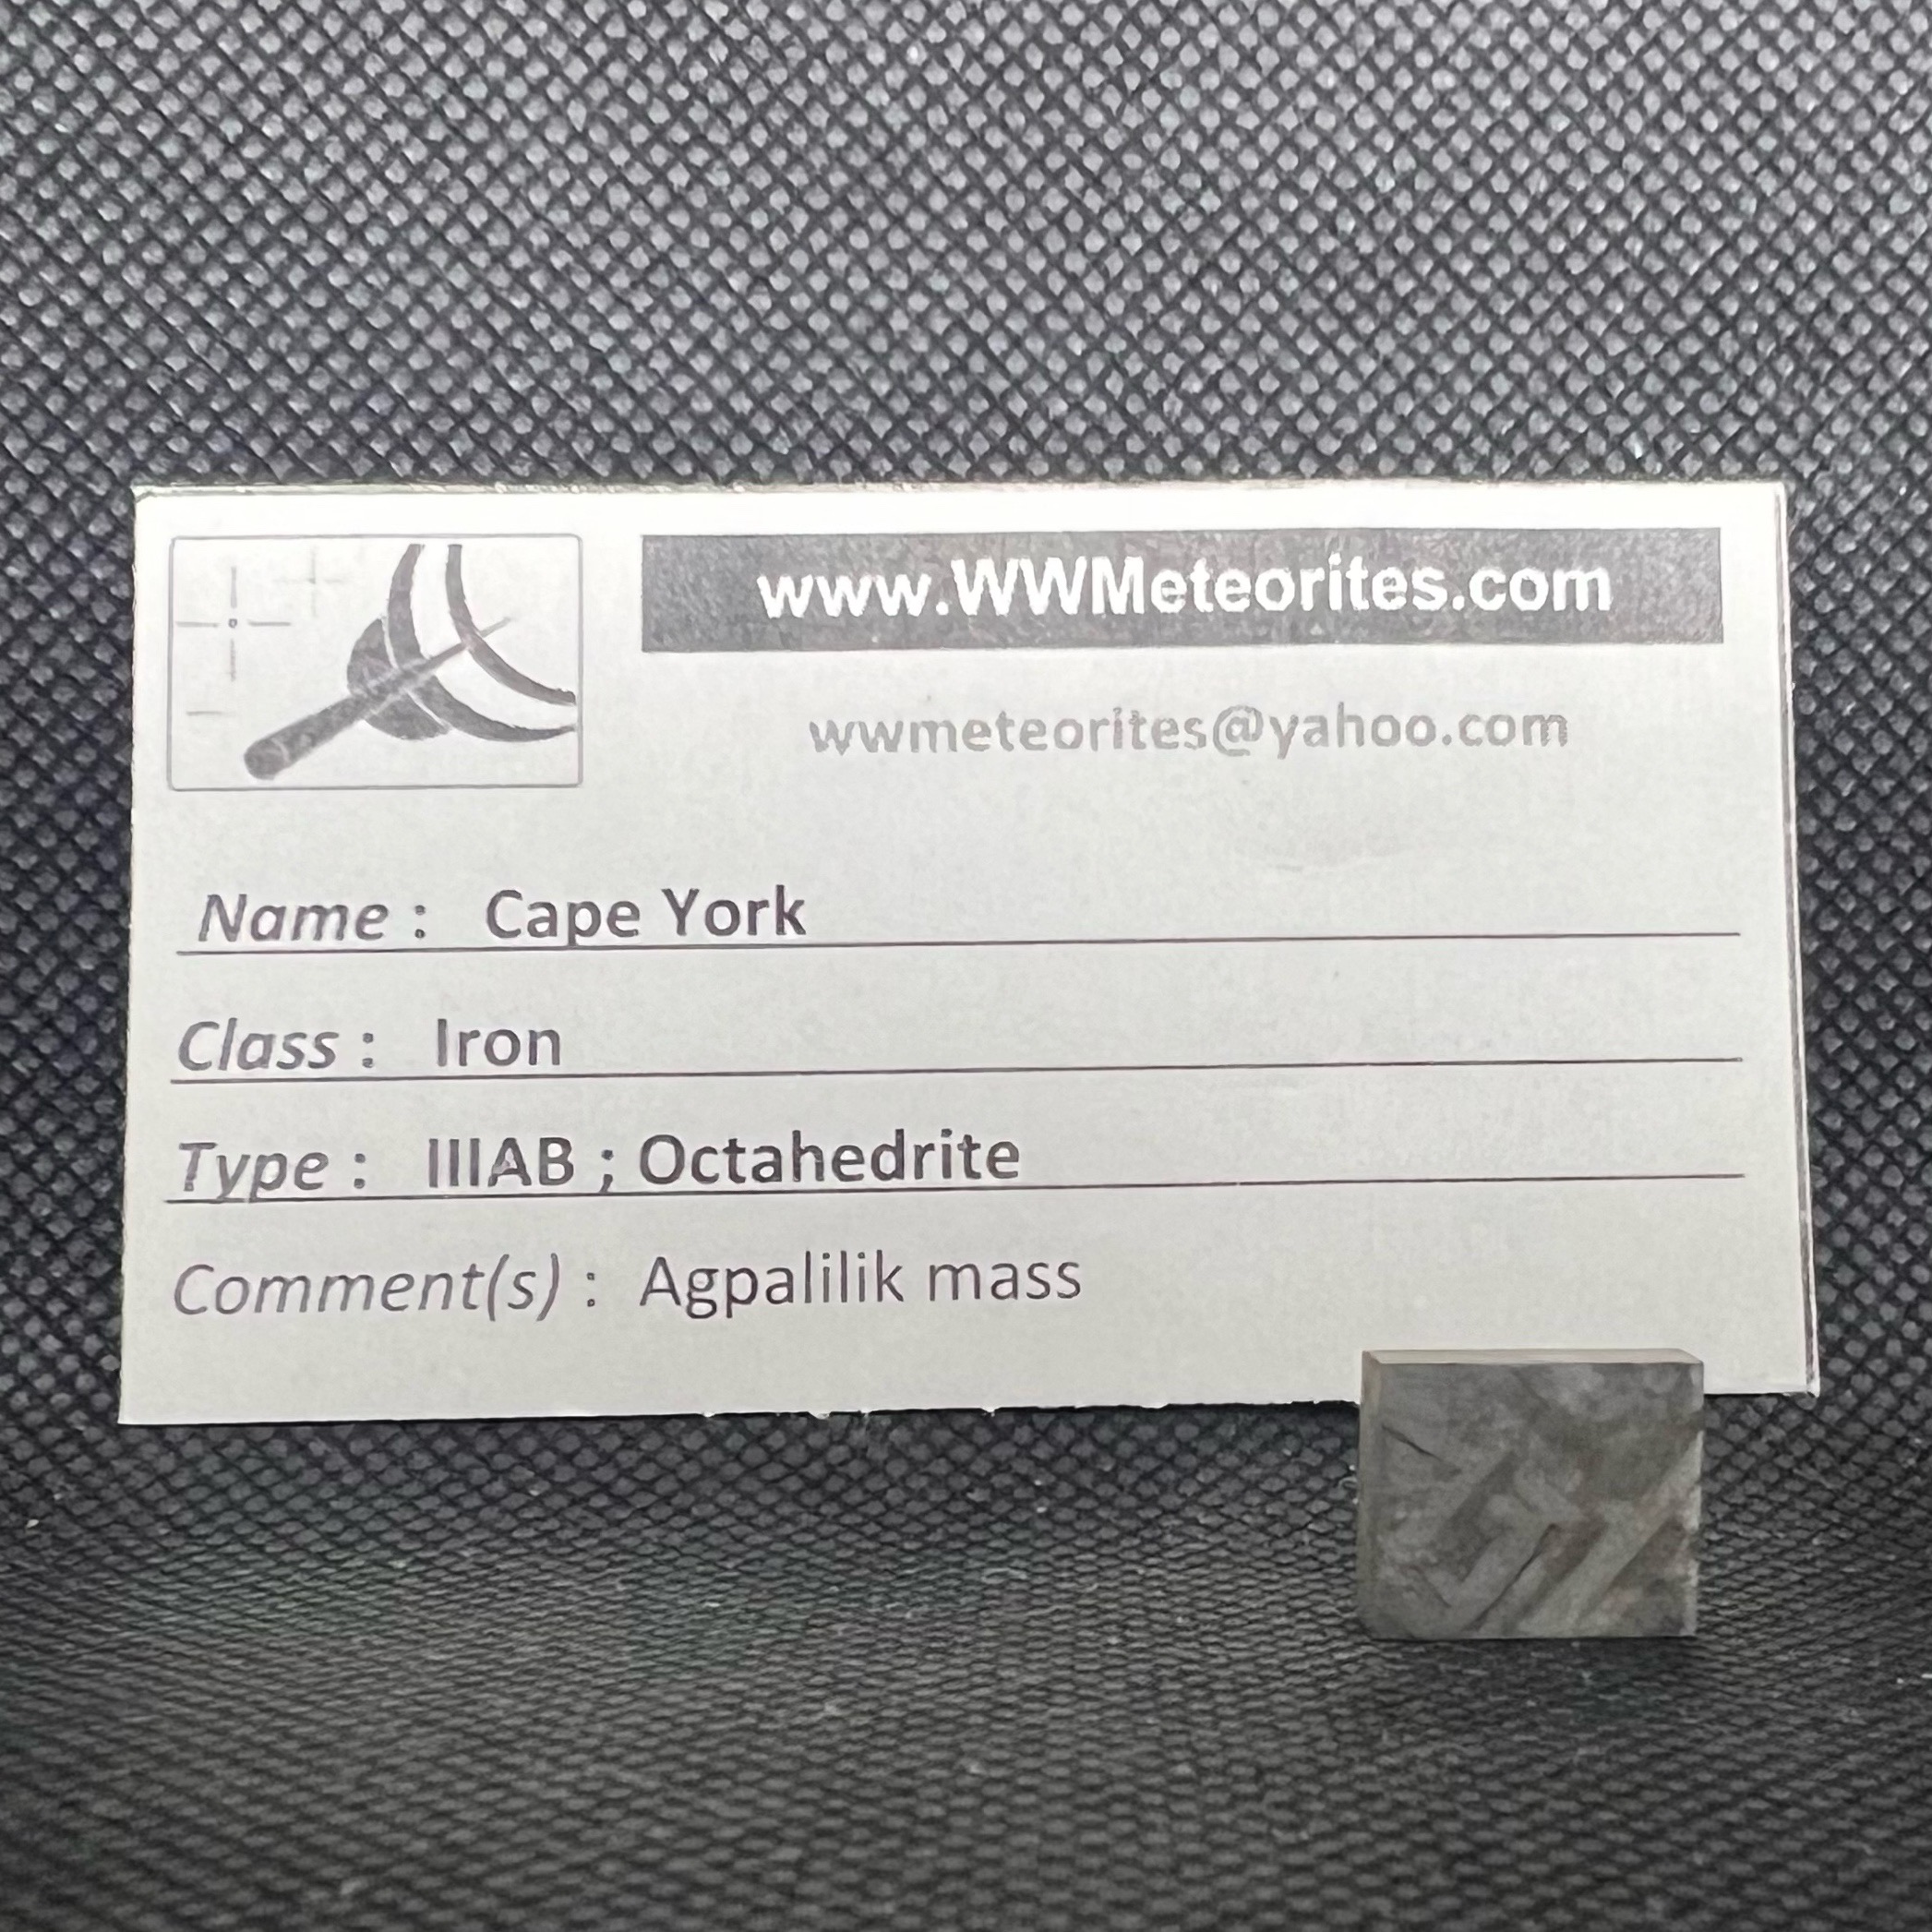 www.WWMeteorites.com
wwmeteorites@yahoo.com
Name : Cape York
Class : Iron
Type : IIIAB ; Octahedrite
Comment(s) : Agpalilik mass